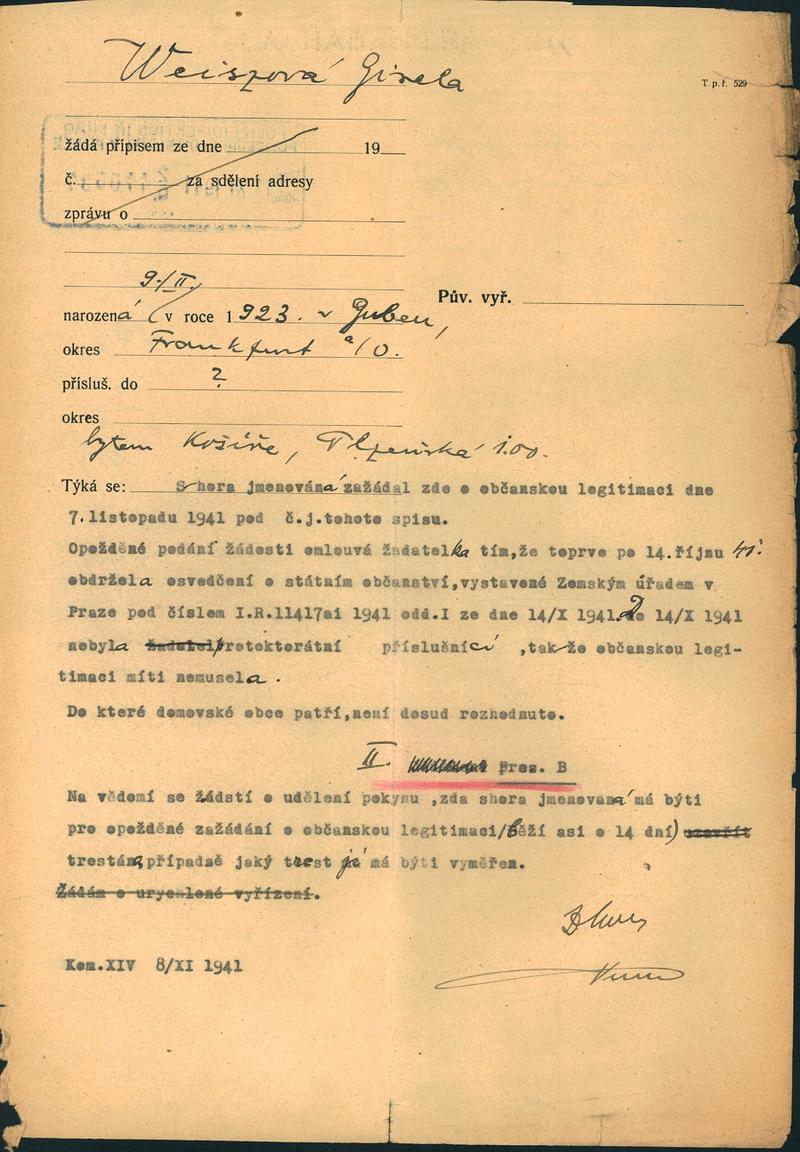 Weiszová Gisela
T. p. ř. 529
žádá přípisem ze dne 19
č. za sdělení adresy
zprávu o
9./II.
Pův. vyř.
narozená v roce 1923. v Guben,
okres Frankfurt a/O.
přísluš. do ?
okres
bytem Košíře, Plzeňská 100.
Týká se: Shora jmenovaná zažádal zde o občanskou legitimaci dne
7. listopadu 1941 pod č.j. tohoto spisu.
Opožděné podání žádosti omlouvá žadatelka tím, že teprve po 14. říjnu 41.
obdržela osvědčení o státním občanství, vystavené Zemským úřadem v
Praze pod číslem I.R.11417ai 1941 odd.I ze dne 14/X 1941. Do 14/X 1941
nebyla žadatel protektorátní příslušnicí , takže občanskou legi-
timaci míti nemusela .
Do které domovské obce patří, není dosud rozhodnuto.
II. Pres. B
Na vědomí se žádstí o udělení pokynu , zda shora jmenovaná má býti
pro opožděné zažádání o občanskou legitimaci /běží asi o 14 dní) uzavřít
trestána, případně jaký trest jí má býti vyměřen.
Žádám o urycelené vyřízení.
Kom.XIV 8/XI 1941